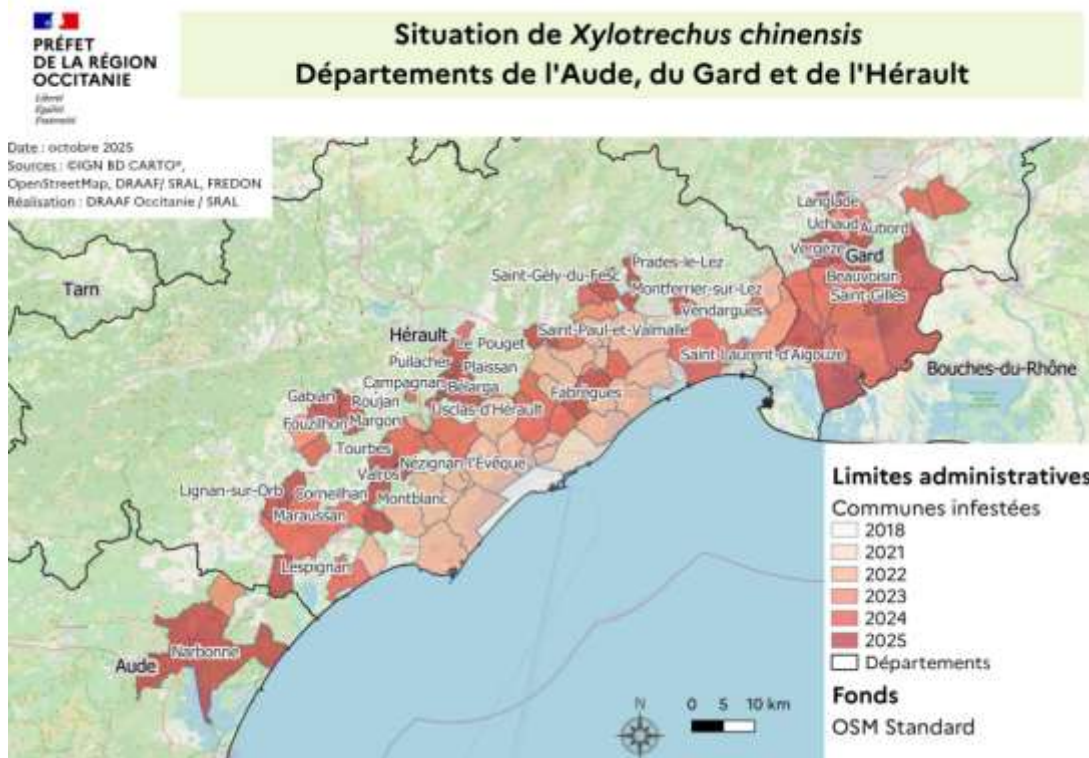 PRÉFET
DE LA RÉGION
OCCITANIE
Liberté
Égalité
Fraternité
Situation de Xylotrechus chinensis
Départements de l'Aude, du Gard et de l'Hérault
Date : octobre 2025
Sources : ©IGN BD CARTO®,
OpenStreetMap, DRAAF/ SRAL, FREDON
Réalisation : DRAAF Occitanie / SRAL
Langlade
Uchaud
Aubord
Vergèze
Gard
Prades-le-Lez
Saint-Gély-du-Fesc
Beauvoisin
Montferrier-sur-Lez
Tarn
Saint-Gilles
Vendargues
Hérault
Saint-Paul-et-Valmalle
Le Pouget
Saint-Laurent-d'Aigouze
Puilacher
Plaissan
Bouches-du-Rhône
Campagnan
Bélarga
Gabian
Roujan
Fabrègues
Usclas-d'Hérault
Fouzilhon
Margon
Tourbes
Nézignan-l'Évêque
Valros
Lignan-sur-Orb
Corneilhan
Montblanc
Maraussan
Lespignan
Narbonne
Aude
Limites administratives
Communes infestées
2018
2021
2022
2023
2024
2025
Départements
Fonds
OSM Standard
N
0 5 10 km